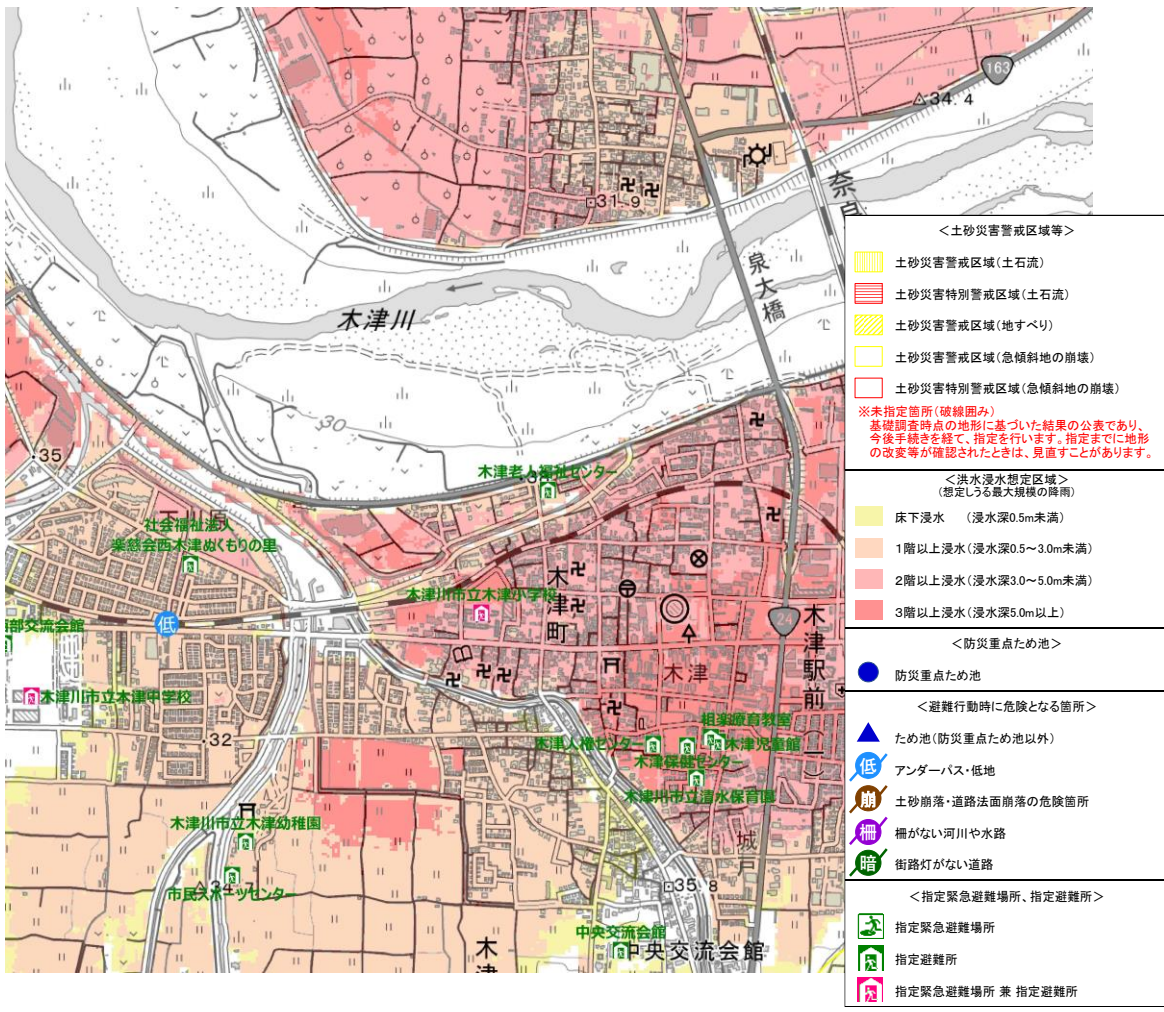 163
34.4
31.9
奈良
泉大橋
木津川
30
35
木津老人福祉センター
38
下川原
社会福祉法人
楽慈会西木津ぬくもりの里
木津川市立木津小学校
木津町
24
木津駅前
低
部交流会館
木津川市立木津中学校
木津
32
相楽療育教室
木津人権センター
木津児童館
木津保健センター
木津川市立清水保育園
城戸
木津川市立木津幼稚園
34
市民スポーツセンター
35.8
中央交流会館
中央交流会館
木津
<土砂災害警戒区域等>
土砂災害警戒区域(土石流)
土砂災害特別警戒区域(土石流)
土砂災害警戒区域(地すべり)
土砂災害警戒区域(急傾斜地の崩壊)
土砂災害特別警戒区域(急傾斜地の崩壊)
※未指定箇所(破線囲み)
基礎調査時点の地形に基づいた結果の公表であり、
今後手続きを経て、指定を行います。指定までに地形
の改変等が確認されたときは、見直すことがあります。
<洪水浸水想定区域>
(想定しうる最大規模の降雨)
床下浸水 (浸水深0.5m未満)
1階以上浸水(浸水深0.5~3.0m未満)
2階以上浸水(浸水深3.0~5.0m未満)
3階以上浸水(浸水深5.0m以上)
<防災重点ため池>
防災重点ため池
<避難行動時に危険となる箇所>
ため池(防災重点ため池以外)
低 アンダーパス・低地
崩 土砂崩落・道路法面崩落の危険箇所
柵 柵がない河川や水路
暗 街路灯がない道路
<指定緊急避難場所、指定避難所>
指定緊急避難場所
指定避難所
指定緊急避難場所 兼 指定避難所